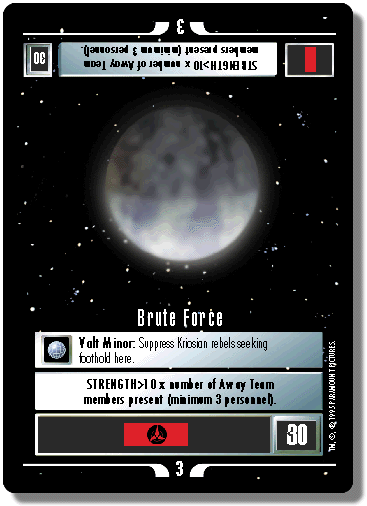 3
STRENGTH>10 x number of Away Team
members present (minimum 3 personnel).
OC
Brute Force
Valt Minor: Suppress Kriosian rebels seeking
foothold here.
STRENGTH>10 x number of Away Team
members present (minimum 3 personnel).
30
3
TM, ©, ® 1995 PARAMOUNT PICTURES.